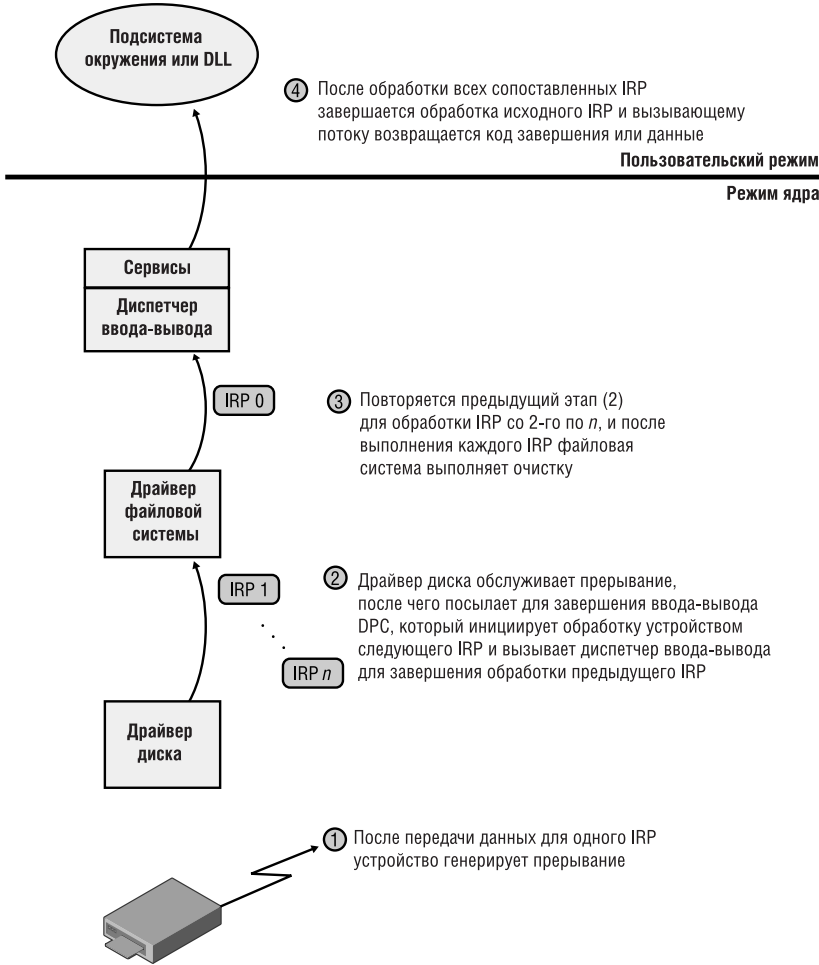 Подсистема
окружения или DLL
4 После обработки всех сопоставленных IRP
завершается обработка исходного IRP и вызывающему
потоку возвращается код завершения или данные
Пользовательский режим
Режим ядра
Сервисы
Диспетчер
ввода-вывода
IRP 0
3 Повторяется предыдущий этап (2)
для обработки IRP со 2-го по n, и после
выполнения каждого IRP файловая
система выполняет очистку
Драйвер
файловой
системы
IRP 1
2 Драйвер диска обслуживает прерывание,
после чего посылает для завершения ввода-вывода
DPC, который инициирует обработку устройством
следующего IRP и вызывает диспетчер ввода-вывода
для завершения обработки предыдущего IRP
IRP n
Драйвер
диска
1 После передачи данных для одного IRP
устройство генерирует прерывание